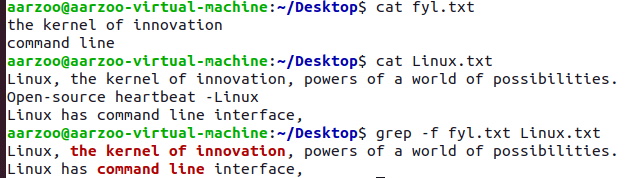 aarzoo@aarzoo-virtual-machine:~/Desktop$ cat fyl.txt
the kernel of innovation
command line
aarzoo@aarzoo-virtual-machine:~/Desktop$ cat Linux.txt
Linux, the kernel of innovation, powers of a world of possibilities.
Open-source heartbeat -Linux
Linux has command line interface,
aarzoo@aarzoo-virtual-machine:~/Desktop$ grep -f fyl.txt Linux.txt
Linux, the kernel of innovation, powers of a world of possibilities.
Linux has command line interface,